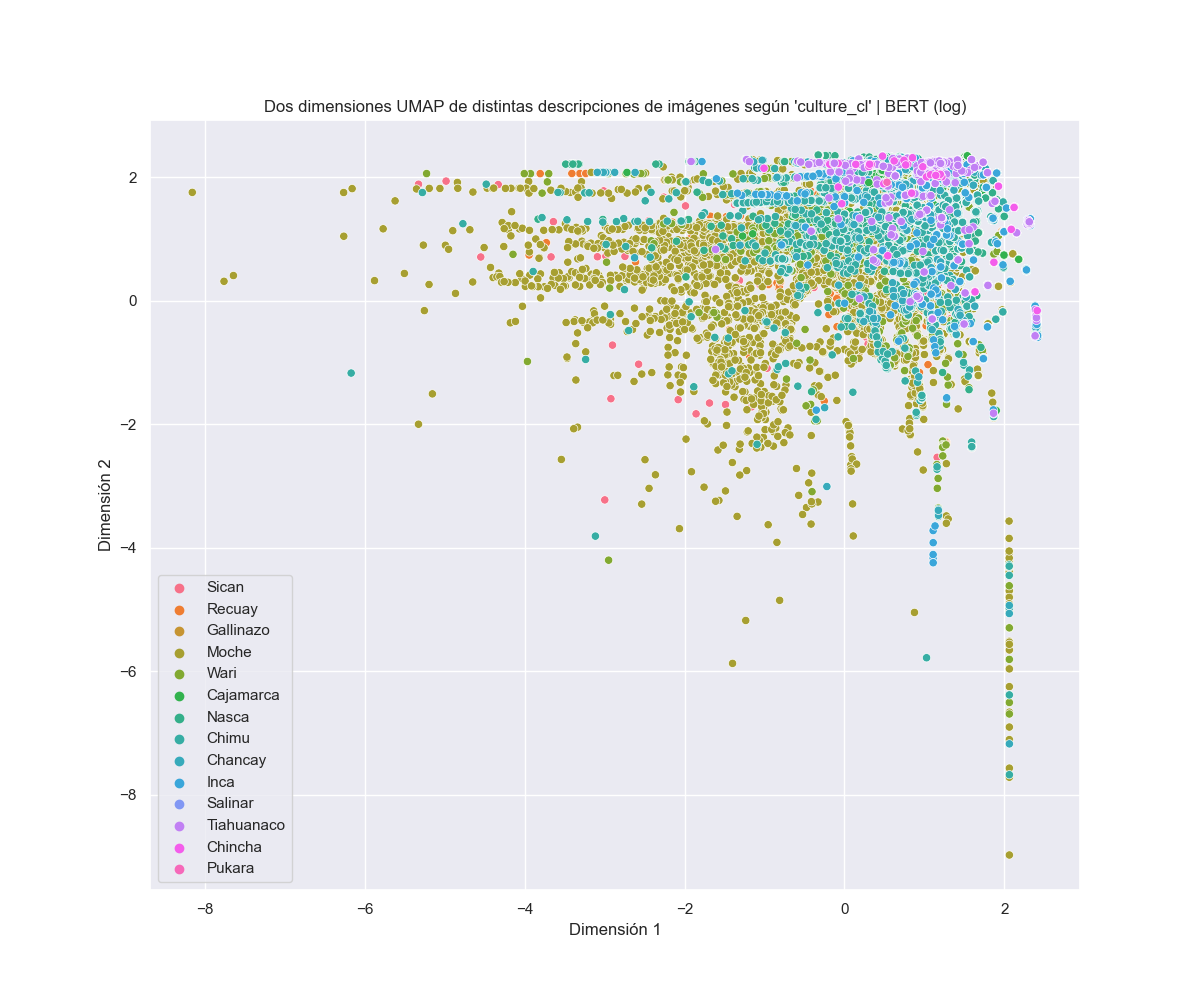 Dos dimensiones UMAP de distintas descripciones de imágenes según 'culture_cl' | BERT (log)
2
0
−2
−4
−6
−8
Dimensión 2
Sican
Recuay
Gallinazo
Moche
Wari
Cajamarca
Nasca
Chimu
Chancay
Inca
Salinar
Tiahuanaco
Chincha
Pukara
−8 −6 −4 −2 0 2
Dimensión 1